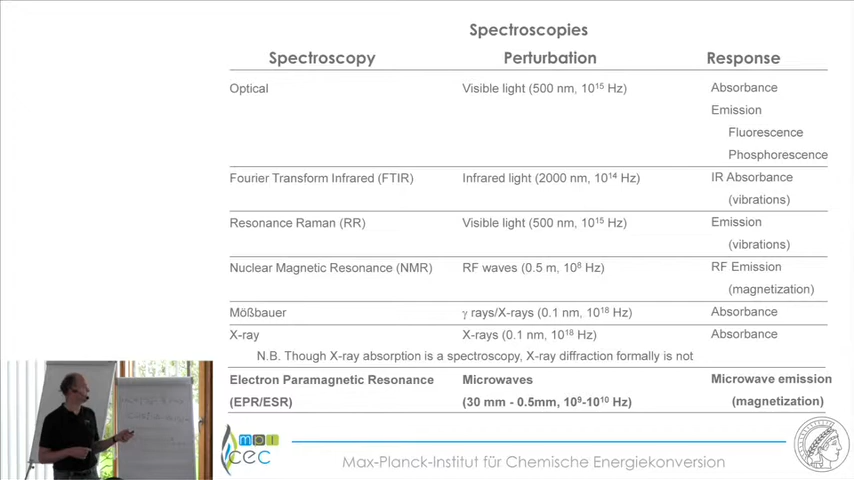 Spectroscopies
Spectroscopy Perturbation Response
Optical Visible light (500 nm, 10¹⁵ Hz) Absorbance
Emission
Fluorescence
Phosphorescence
Fourier Transform Infrared (FTIR) Infrared light (2000 nm, 10¹⁴ Hz) IR Absorbance
(vibrations)
Resonance Raman (RR) Visible light (500 nm, 10¹⁵ Hz) Emission
(vibrations)
Nuclear Magnetic Resonance (NMR) RF waves (0.5 m, 10⁸ Hz) RF Emission
(magnetization)
Mößbauer γ rays/X-rays (0.1 nm, 10¹⁸ Hz) Absorbance
X-ray X-rays (0.1 nm, 10¹⁸ Hz) Absorbance
N.B. Though X-ray absorption is a spectroscopy, X-ray diffraction formally is not
Electron Paramagnetic Resonance Microwaves Microwave emission
(EPR/ESR) (30 mm - 0.5mm, 10⁹-10¹⁰ Hz) (magnetization)
mpi
cec
Max-Planck-Institut für Chemische Energiekonversion